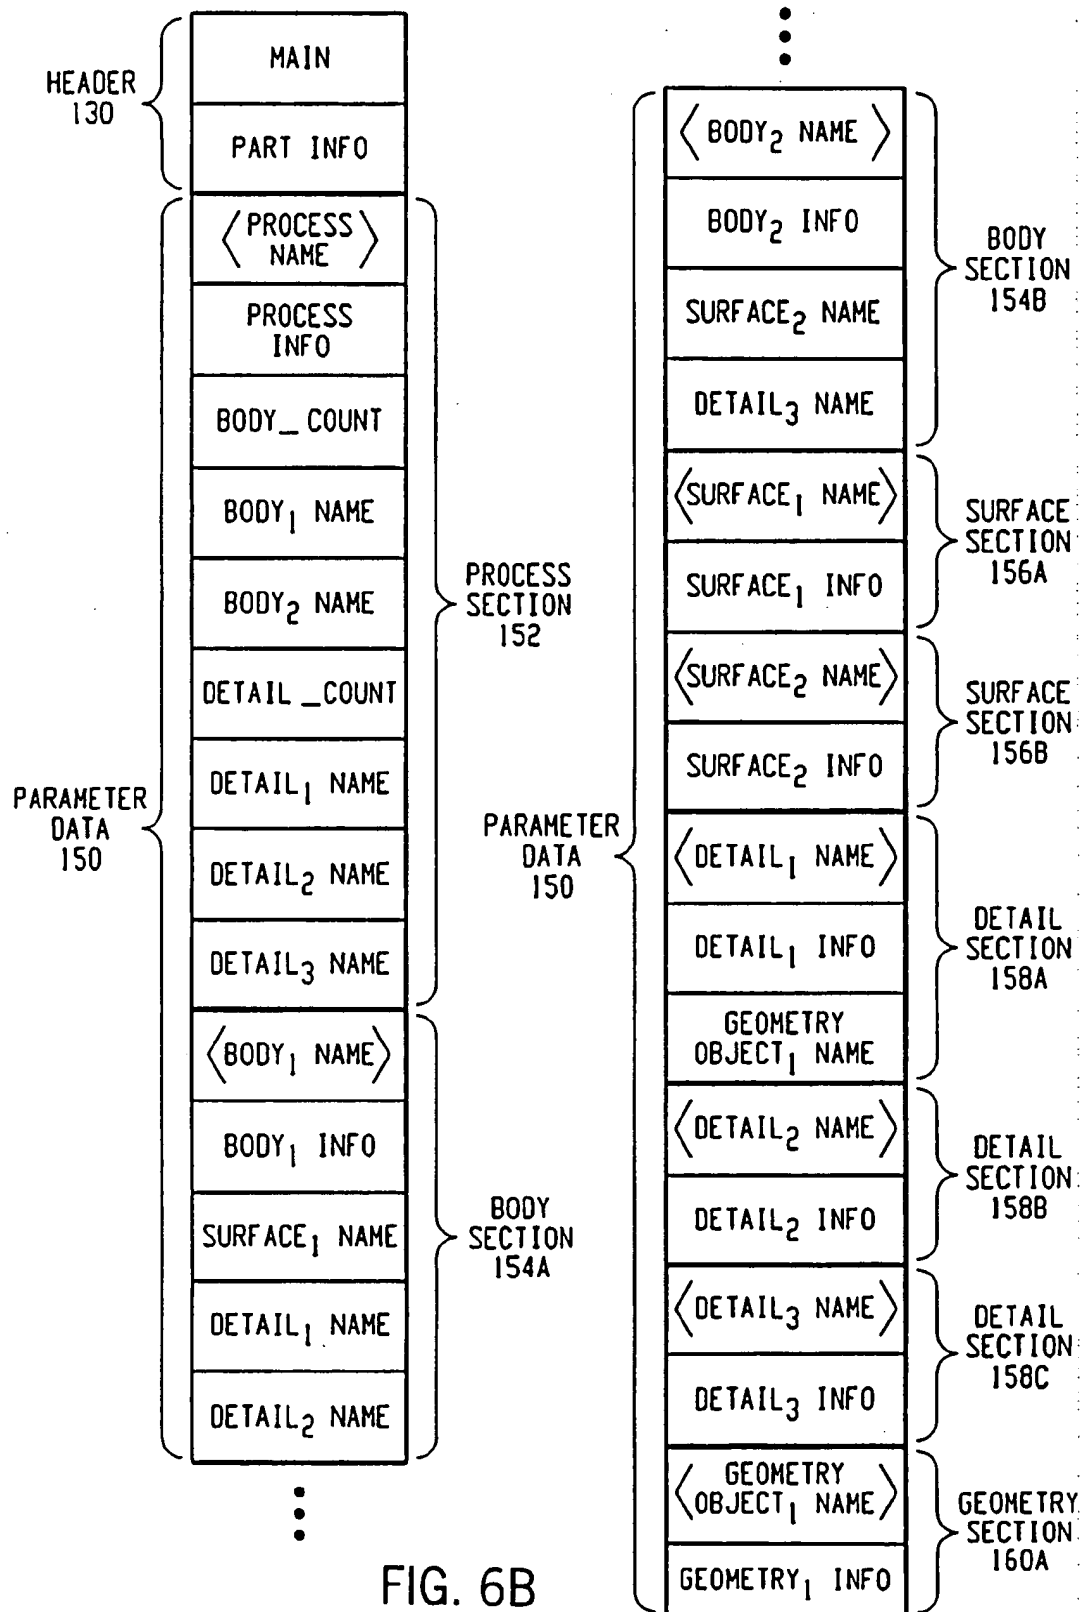 HEADER
130
MAIN
PART INFO
PARAMETER
DATA
150
<PROCESS
NAME>
PROCESS
INFO
BODY_COUNT
BODY1 NAME
BODY2 NAME
DETAIL_COUNT
DETAIL1 NAME
DETAIL2 NAME
DETAIL3 NAME
PROCESS
SECTION
152
<BODY1 NAME>
BODY1 INFO
SURFACE1 NAME
DETAIL1 NAME
DETAIL2 NAME
BODY
SECTION
154A
PARAMETER
DATA
150
<BODY2 NAME>
BODY2 INFO
SURFACE2 NAME
DETAIL3 NAME
BODY
SECTION
154B
<SURFACE1 NAME>
SURFACE1 INFO
SURFACE
SECTION
156A
<SURFACE2 NAME>
SURFACE2 INFO
SURFACE
SECTION
156B
<DETAIL1 NAME>
DETAIL1 INFO
GEOMETRY
OBJECT1 NAME
DETAIL
SECTION
158A
<DETAIL2 NAME>
DETAIL2 INFO
DETAIL
SECTION
158B
<DETAIL3 NAME>
DETAIL3 INFO
DETAIL
SECTION
158C
<GEOMETRY
OBJECT1 NAME>
GEOMETRY1 INFO
GEOMETRY
SECTION
160A
FIG. 6B